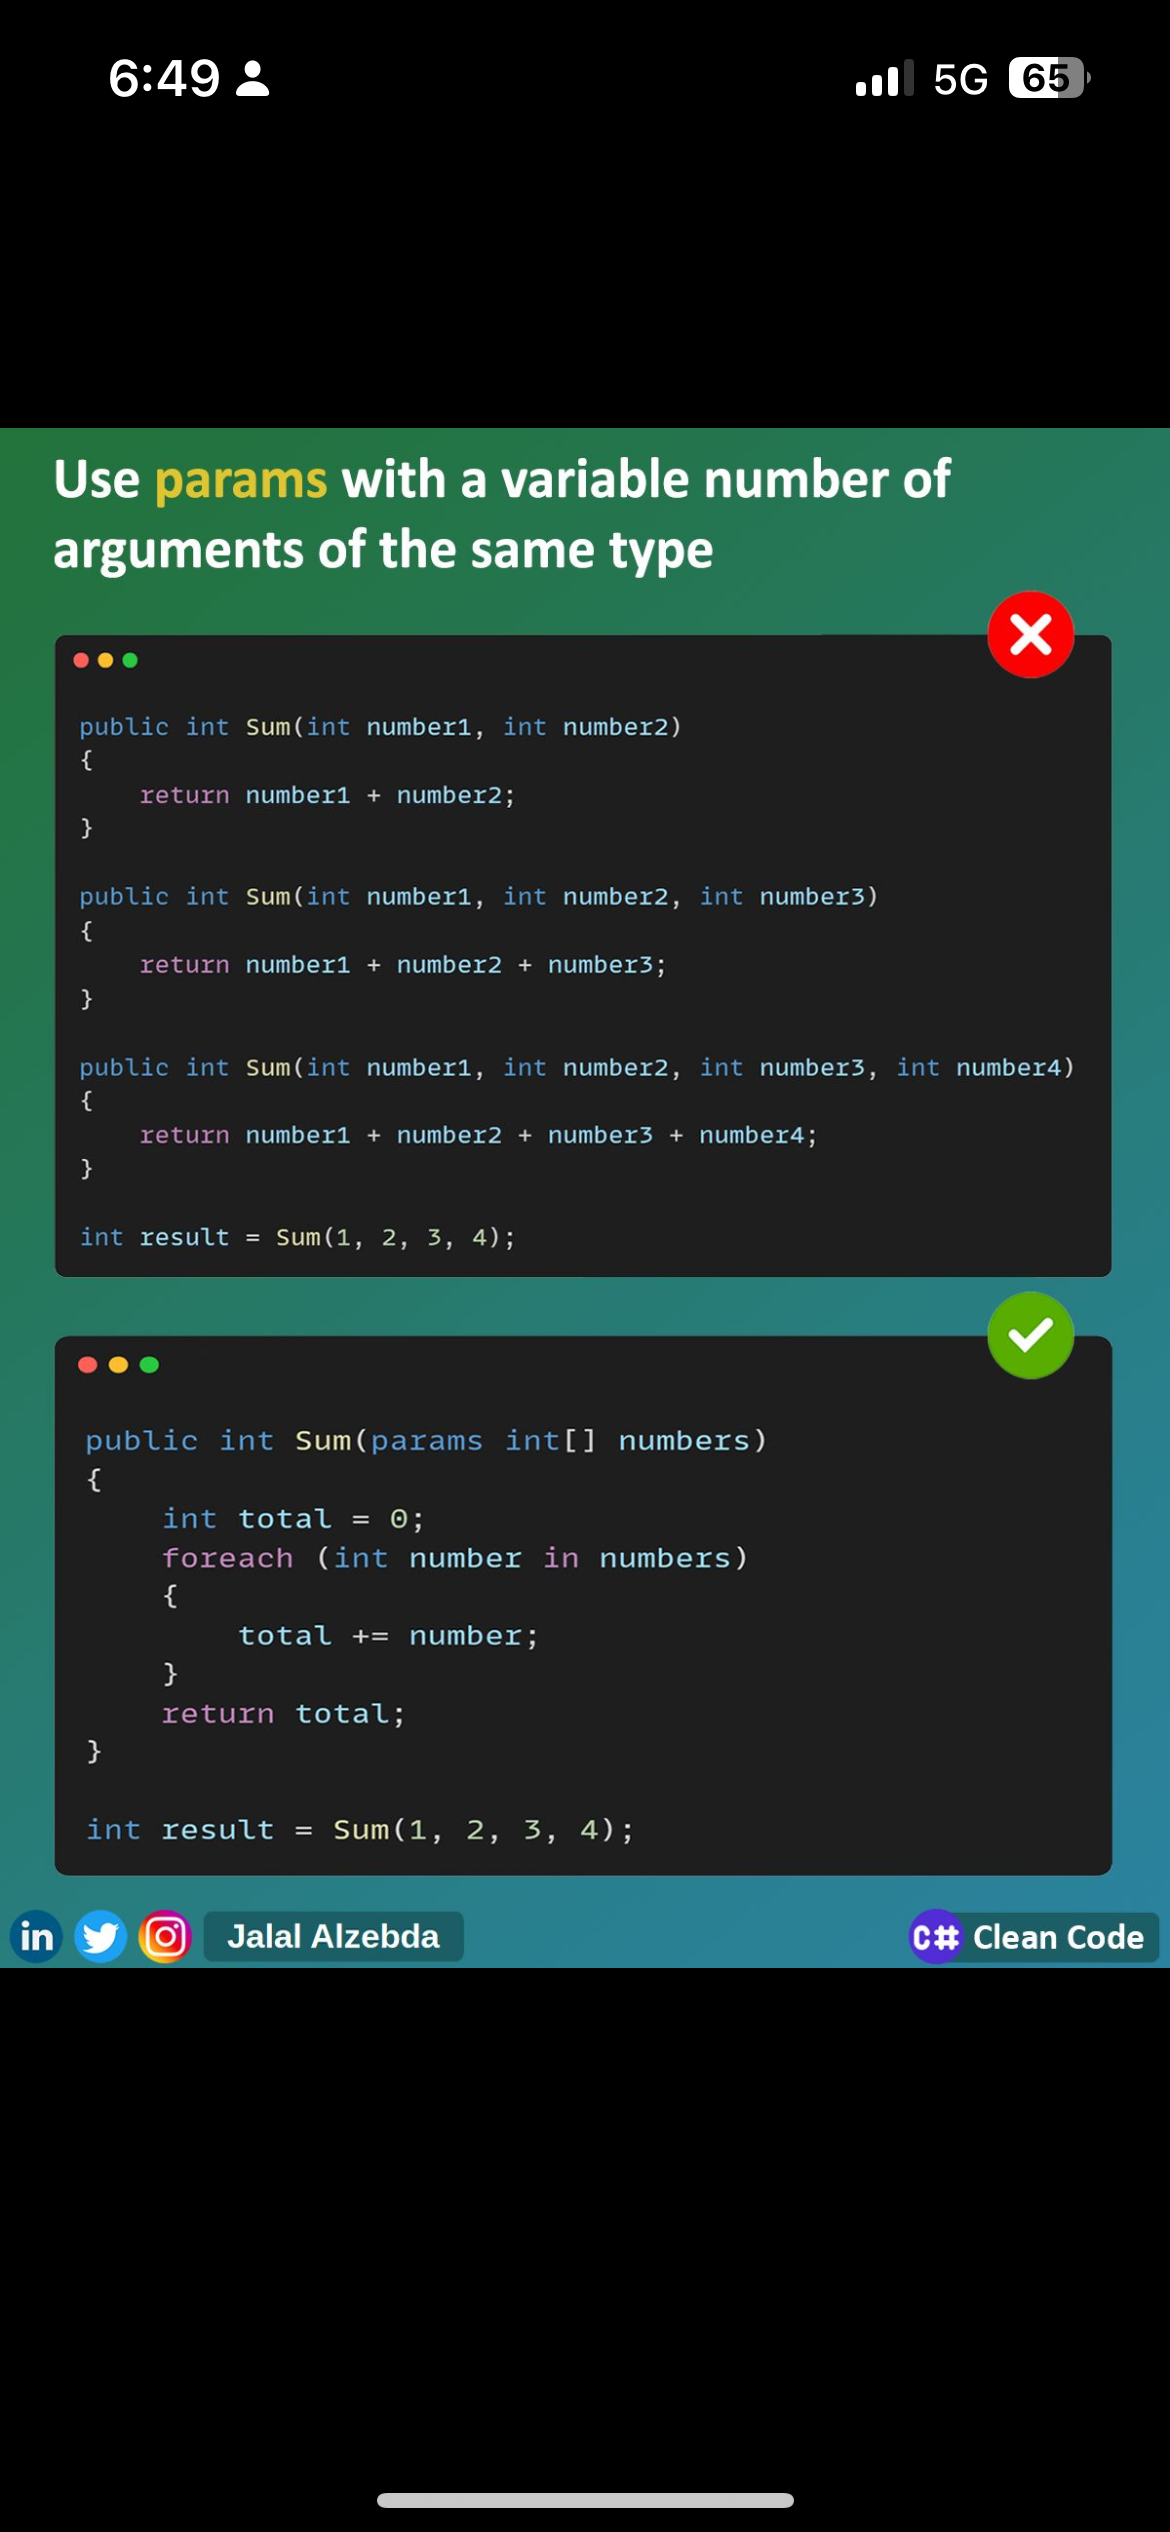 6:49
5G 65
Use params with a variable number of
arguments of the same type
public int Sum(int number1, int number2)
{
    return number1 + number2;
}
public int Sum(int number1, int number2, int number3)
{
    return number1 + number2 + number3;
}
public int Sum(int number1, int number2, int number3, int number4)
{
    return number1 + number2 + number3 + number4;
}
int result = Sum(1, 2, 3, 4);
public int Sum(params int[] numbers)
{
    int total = 0;
    foreach (int number in numbers)
    {
        total += number;
    }
    return total;
}
int result = Sum(1, 2, 3, 4);
in Jalal Alzebda
C# Clean Code